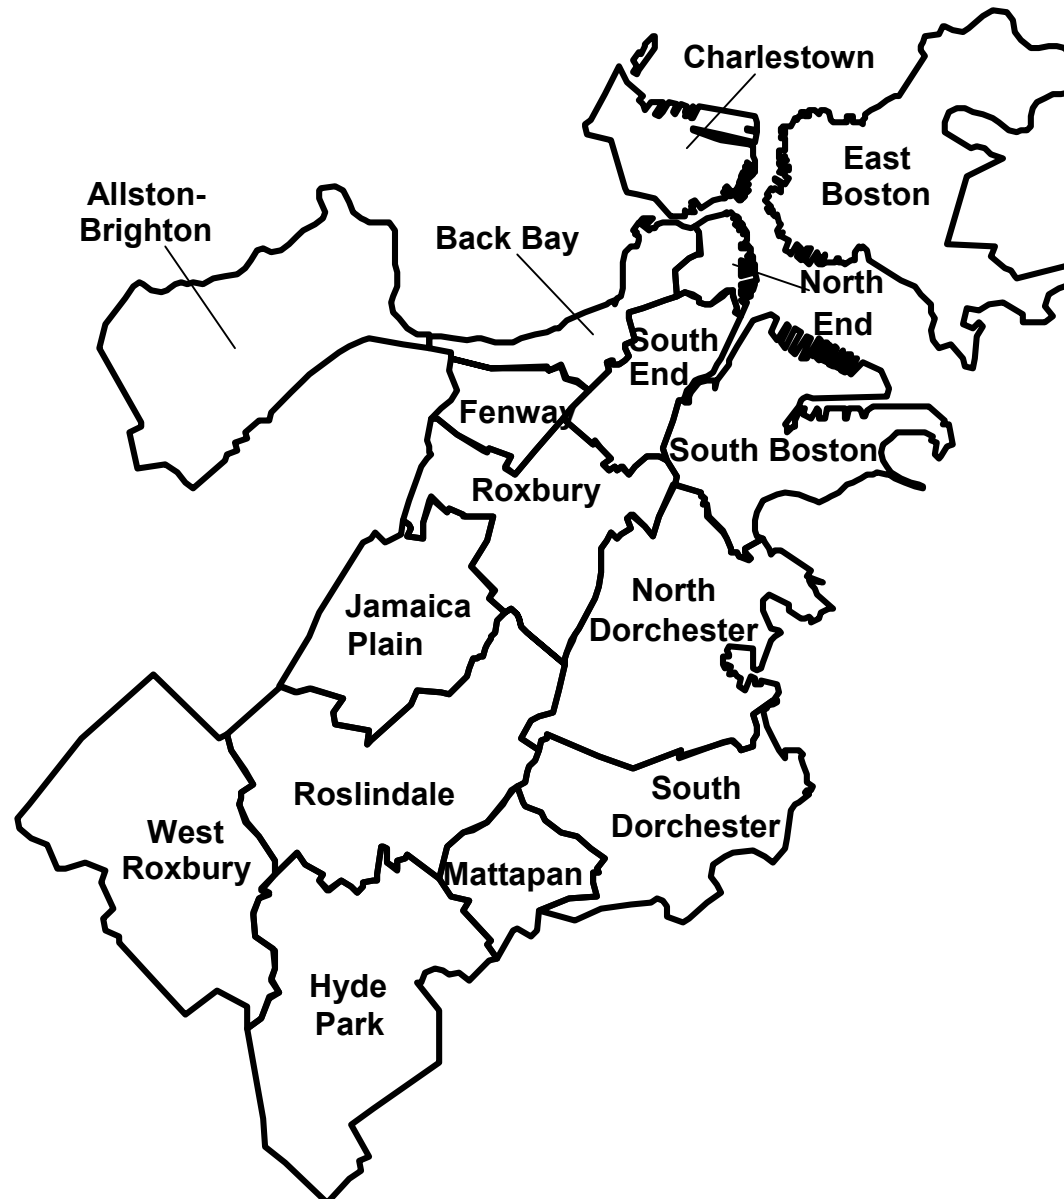 Charlestown
East
Boston
Allston-
Brighton
Back Bay
North
End
South
End
Fenway
South Boston
Roxbury
North
Dorchester
Jamaica
Plain
Roslindale
South
Dorchester
West
Roxbury
Mattapan
Hyde
Park